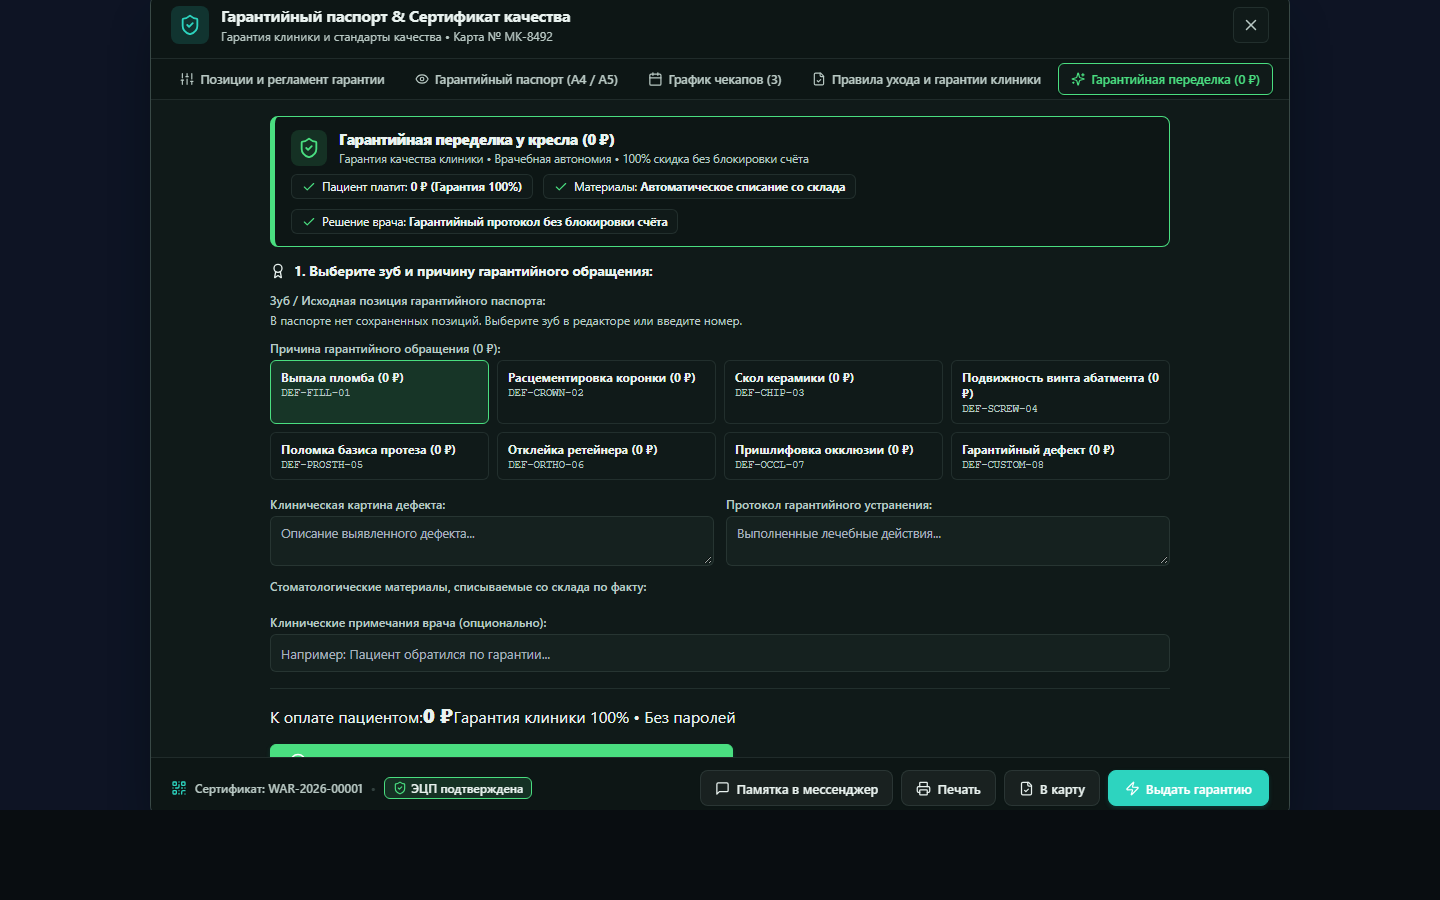 Гарантийный паспорт & Сертификат качества
Гарантия клиники и стандарты качества • Карта № МК-8492
Позиции и регламент гарантии
Гарантийный паспорт (А4 / А5)
График чекапов (3)
Правила ухода и гарантии клиники
Гарантийная переделка (0 ₽)
Гарантийная переделка у кресла (0 ₽)
Гарантия качества клиники • Врачебная автономия • 100% скидка без блокировки счёта
Пациент платит: 0 ₽ (Гарантия 100%)
Материалы: Автоматическое списание со склада
Решение врача: Гарантийный протокол без блокировки счёта
1. Выберите зуб и причину гарантийного обращения:
Зуб / Исходная позиция гарантийного паспорта:
В паспорте нет сохраненных позиций. Выберите зуб в редакторе или введите номер.
Причина гарантийного обращения (0 ₽):
Выпала пломба (0 ₽)
DEF-FILL-01
Расцементировка коронки (0 ₽)
DEF-CROWN-02
Скол керамики (0 ₽)
DEF-CHIP-03
Подвижность винта абатмента (0
₽)
DEF-SCREW-04
Поломка базиса протеза (0 ₽)
DEF-PROSTH-05
Отклейка ретейнера (0 ₽)
DEF-ORTHO-06
Пришлифовка окклюзии (0 ₽)
DEF-OCCL-07
Гарантийный дефект (0 ₽)
DEF-CUSTOM-08
Клиническая картина дефекта:
Протокол гарантийного устранения:
Описание выявленного дефекта...
Выполненные лечебные действия...
Стоматологические материалы, списываемые со склада по факту:
Клинические примечания врача (опционально):
Например: Пациент обратился по гарантии...
К оплате пациентом:0 ₽Гарантия клиники 100% • Без паролей
Сертификат: WAR-2026-00001 •
ЭЦП подтверждена
Памятка в мессенджер
Печать
В карту
Выдать гарантию